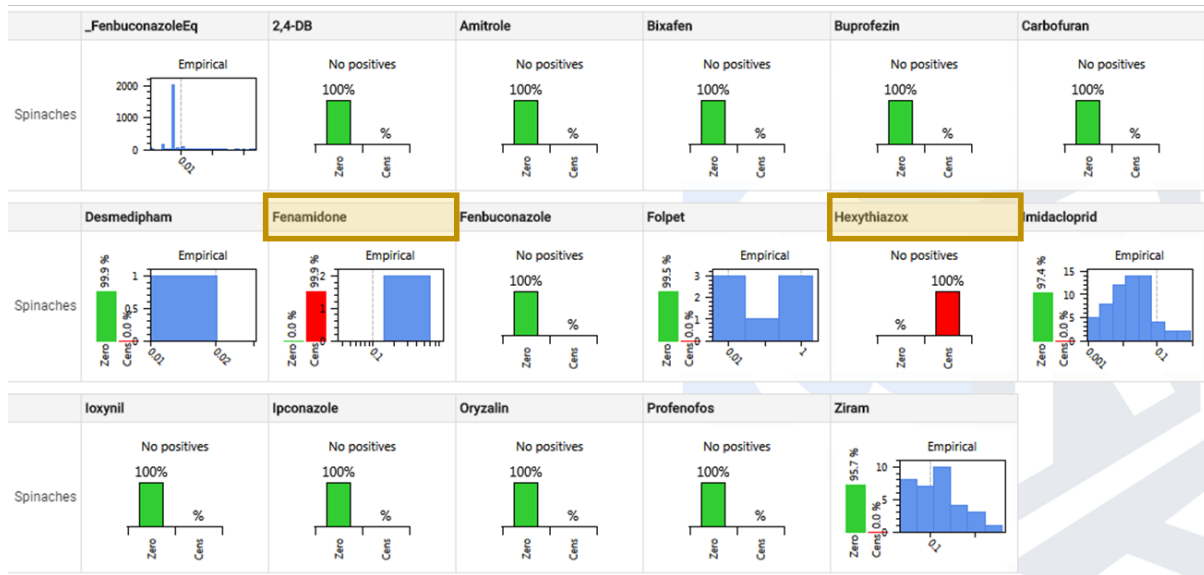 _FenbuconazoleEq 2,4-DB Amitrole Bixafen Buprofezin Carbofuran
Spinaches
Empirical
2000
1000
0
0.01
No positives
100%
%
Zero
Cens
No positives
100%
%
Zero
Cens
No positives
100%
%
Zero
Cens
No positives
100%
%
Zero
Cens
No positives
100%
%
Zero
Cens
Desmedipham Fenamidone Fenbuconazole Folpet Hexythiazox Imidacloprid
Spinaches
99.9 %
0.0 %
Zero
Cens
Empirical
1
0.5
0
0.01
0.02
0.0 %
99.9 %
Zero
Cens
Empirical
2
1
0
0.1
No positives
100%
%
Zero
Cens
99.5 %
0.0 %
Zero
Cens
Empirical
3
2
1
0
0.01
1
No positives
%
100%
Zero
Cens
97.4 %
0.0 %
Zero
Cens
Empirical
15
10
5
0
0.001
0.1
Ioxynil Ipconazole Oryzalin Profenofos Ziram
Spinaches
No positives
100%
%
Zero
Cens
No positives
100%
%
Zero
Cens
No positives
100%
%
Zero
Cens
No positives
100%
%
Zero
Cens
95.7 %
0.0 %
Zero
Cens
Empirical
10
5
0
0.1